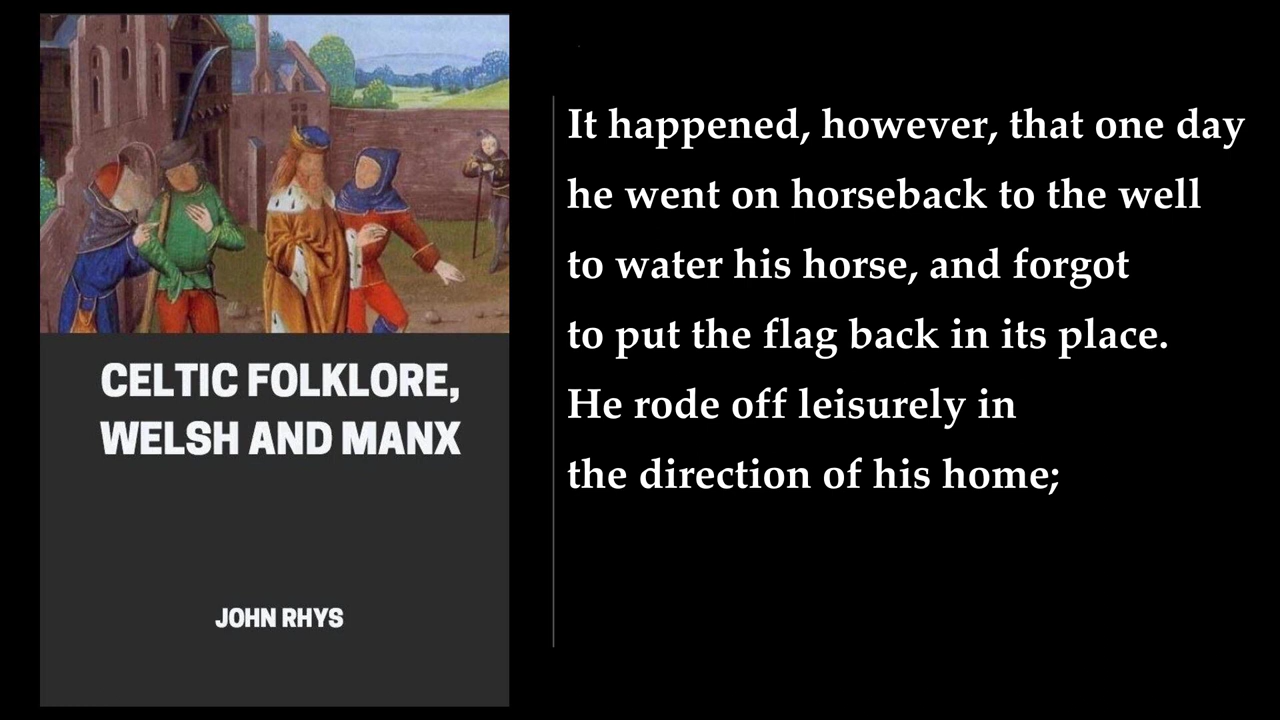 CELTIC FOLKLORE,
WELSH AND MANX
JOHN RHYS
It happened, however, that one day
he went on horseback to the well
to water his horse, and forgot
to put the flag back in its place.
He rode off leisurely in
the direction of his home;